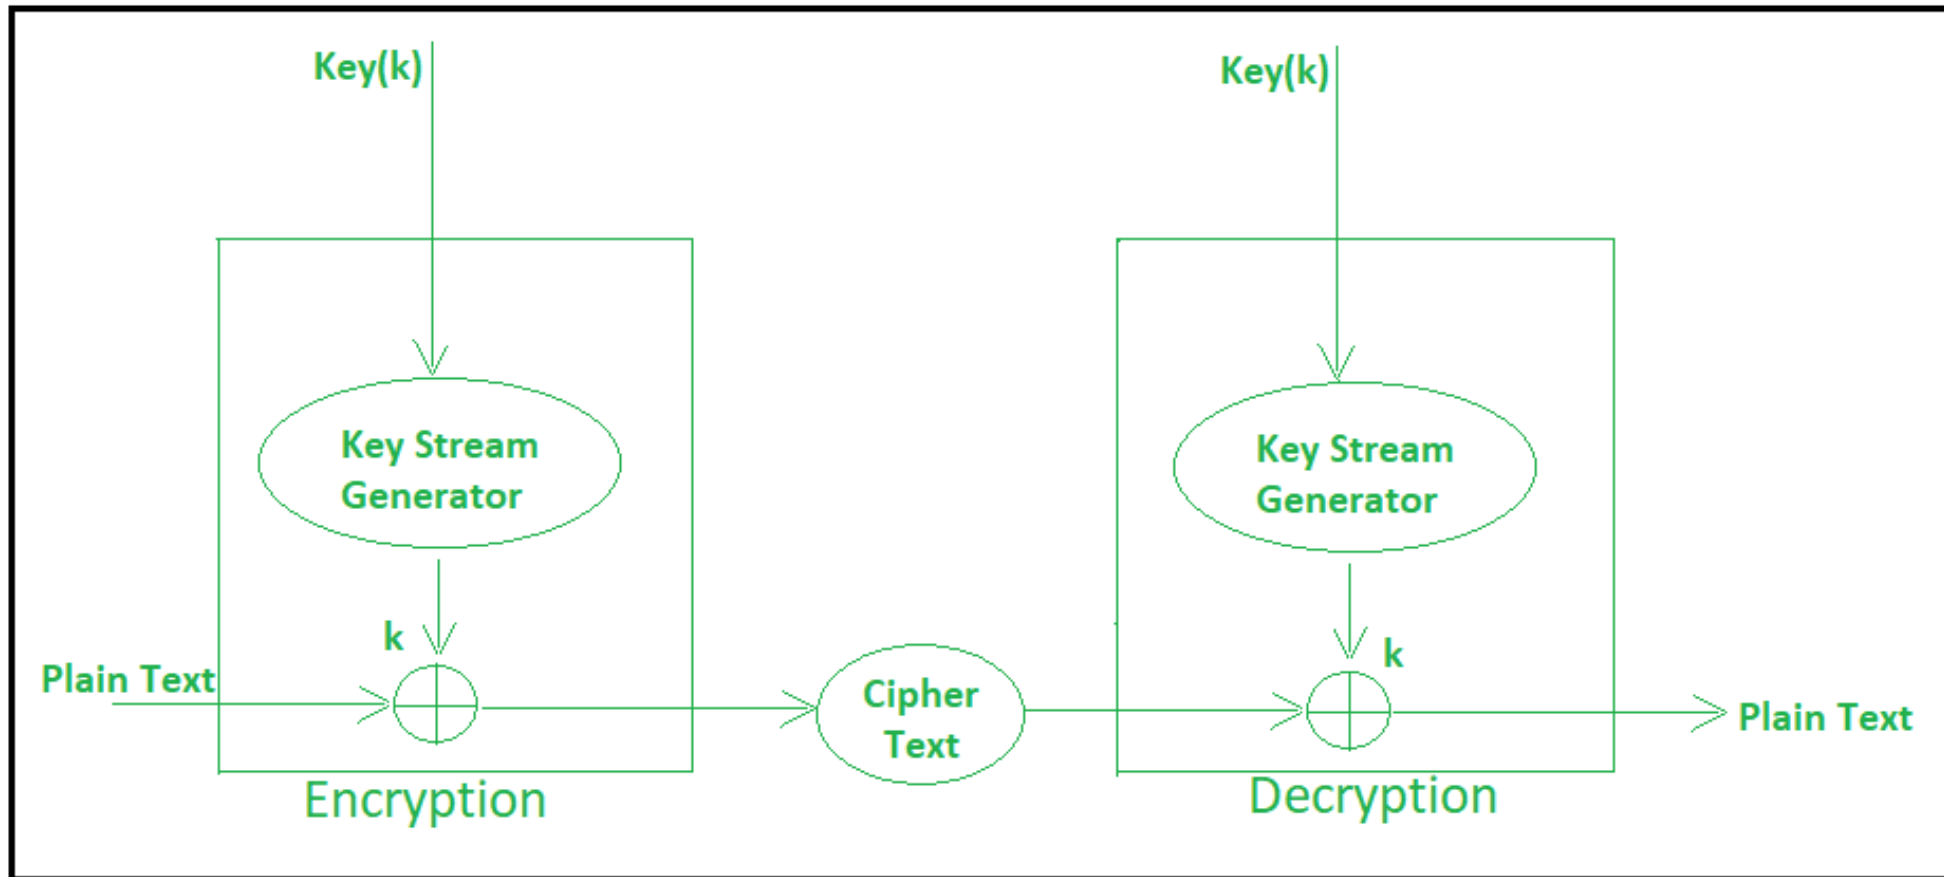 Key(k)
Key(k)
Key Stream
Generator
Key Stream
Generator
k
k
Plain Text
Cipher
Text
Plain Text
Encryption
Decryption